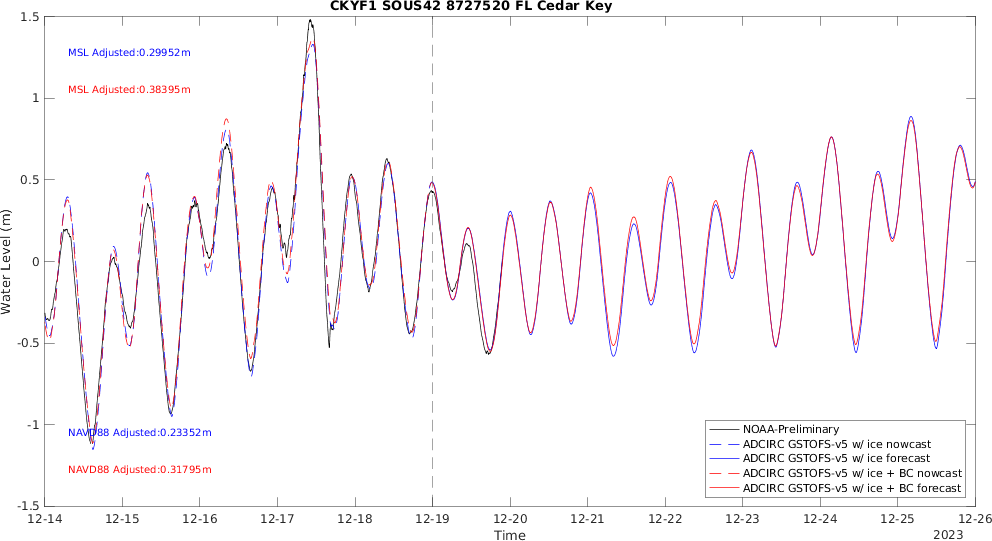 CKYF1 SOUS42 8727520 FL Cedar Key
1.5
MSL Adjusted:0.29952m
MSL Adjusted:0.38395m
1
0.5
0
-0.5
-1
-1.5
Water Level (m)
NAVD88 Adjusted:0.23352m
NAVD88 Adjusted:0.31795m
NOAA-Preliminary
ADCIRC GSTOFS-v5 w/ ice nowcast
ADCIRC GSTOFS-v5 w/ ice forecast
ADCIRC GSTOFS-v5 w/ ice + BC nowcast
ADCIRC GSTOFS-v5 w/ ice + BC forecast
12-14 12-15 12-16 12-17 12-18 12-19 12-20 12-21 12-22 12-23 12-24 12-25 12-26
Time
2023